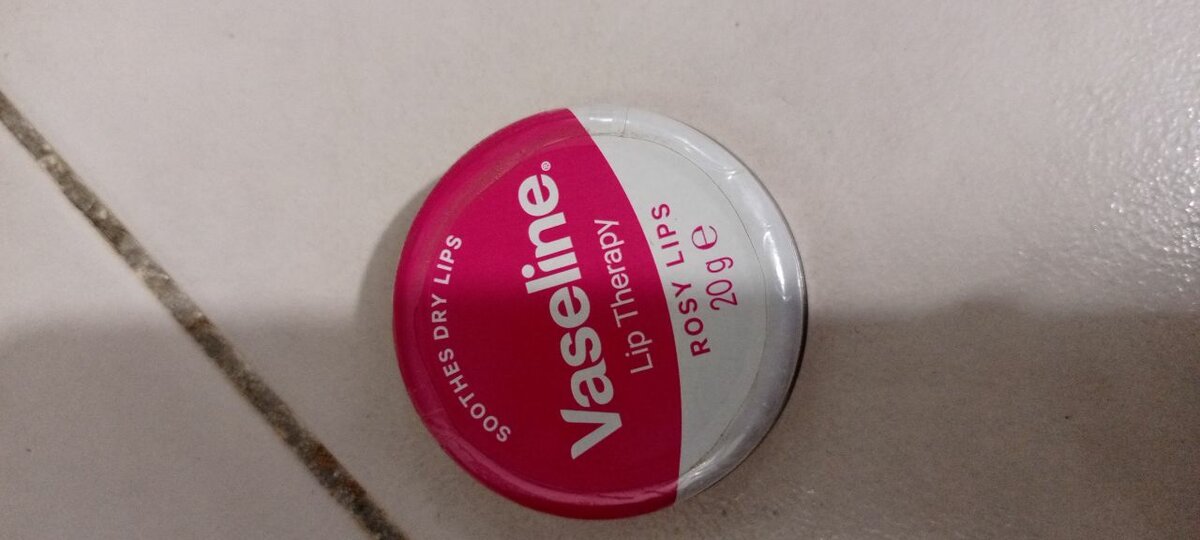 SOOTHES DRY LIPS
Vaseline®
Lip Therapy
ROSY LIPS
20g ℮